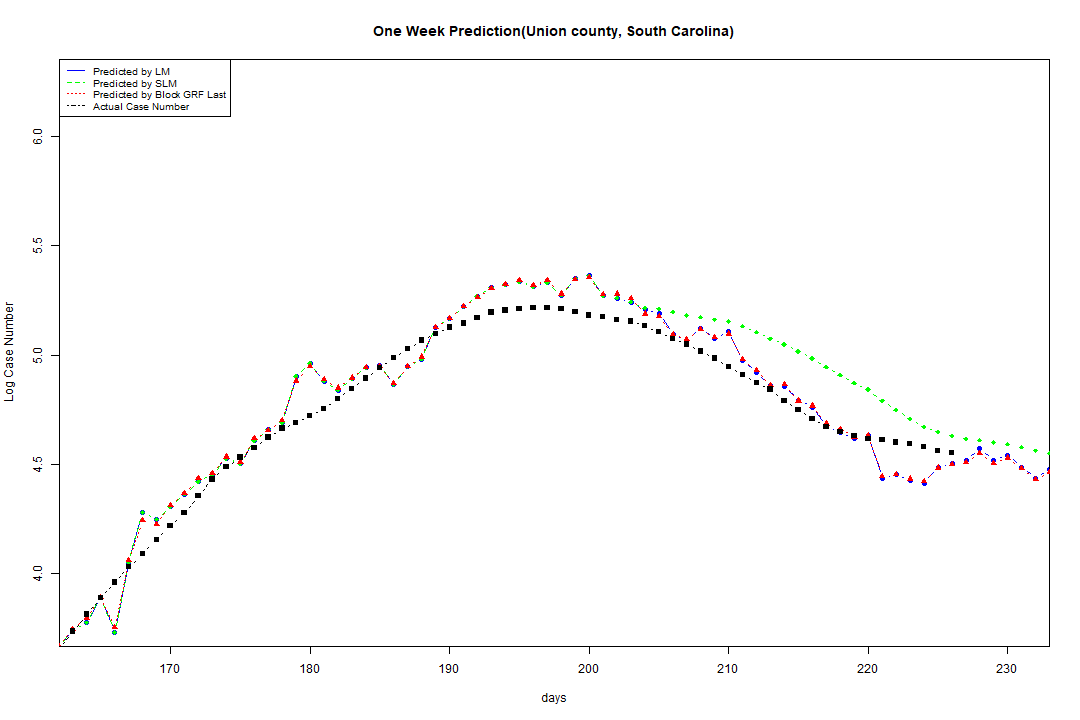 One Week Prediction(Union county, South Carolina)
Predicted by LM
Predicted by SLM
Predicted by Block GRF Last
Actual Case Number
6.0
5.5
5.0
4.5
4.0
Log Case Number
170 180 190 200 210 220 230
days